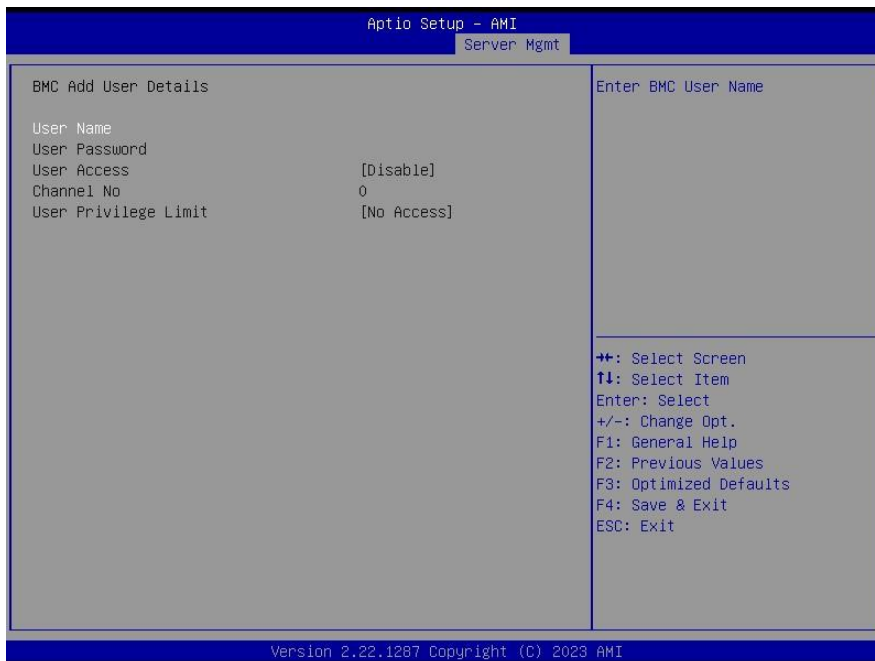 Aptio Setup – AMI
Server Mgmt
BMC Add User Details
User Name
User Password
User Access [Disable]
Channel No 0
User Privilege Limit [No Access]
Enter BMC User Name
→←: Select Screen
↑↓: Select Item
Enter: Select
+/-: Change Opt.
F1: General Help
F2: Previous Values
F3: Optimized Defaults
F4: Save & Exit
ESC: Exit
Version 2.22.1287 Copyright (C) 2023 AMI